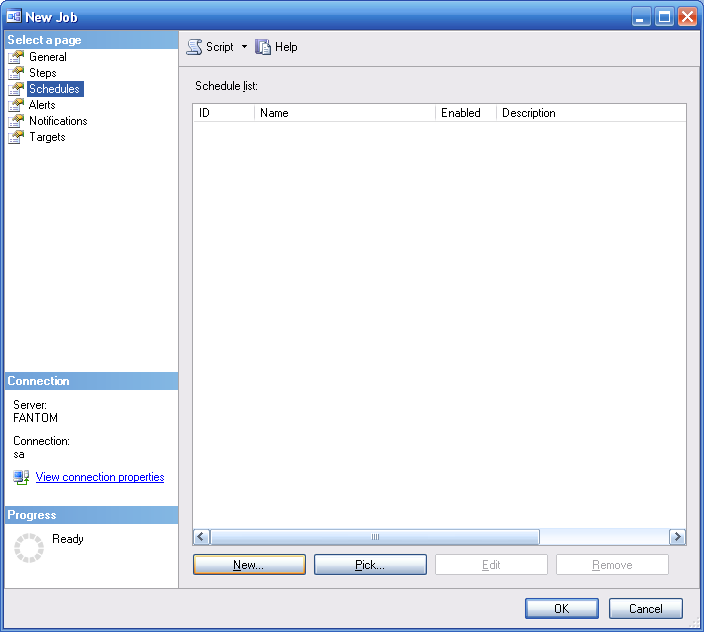 New Job
Select a page
General
Steps
Schedules
Alerts
Notifications
Targets
Connection
Server:
FANTOM
Connection:
sa
View connection properties
Progress
Ready
Script Help
Schedule list:
ID Name Enabled Description
New... Pick... Edit Remove
OK Cancel